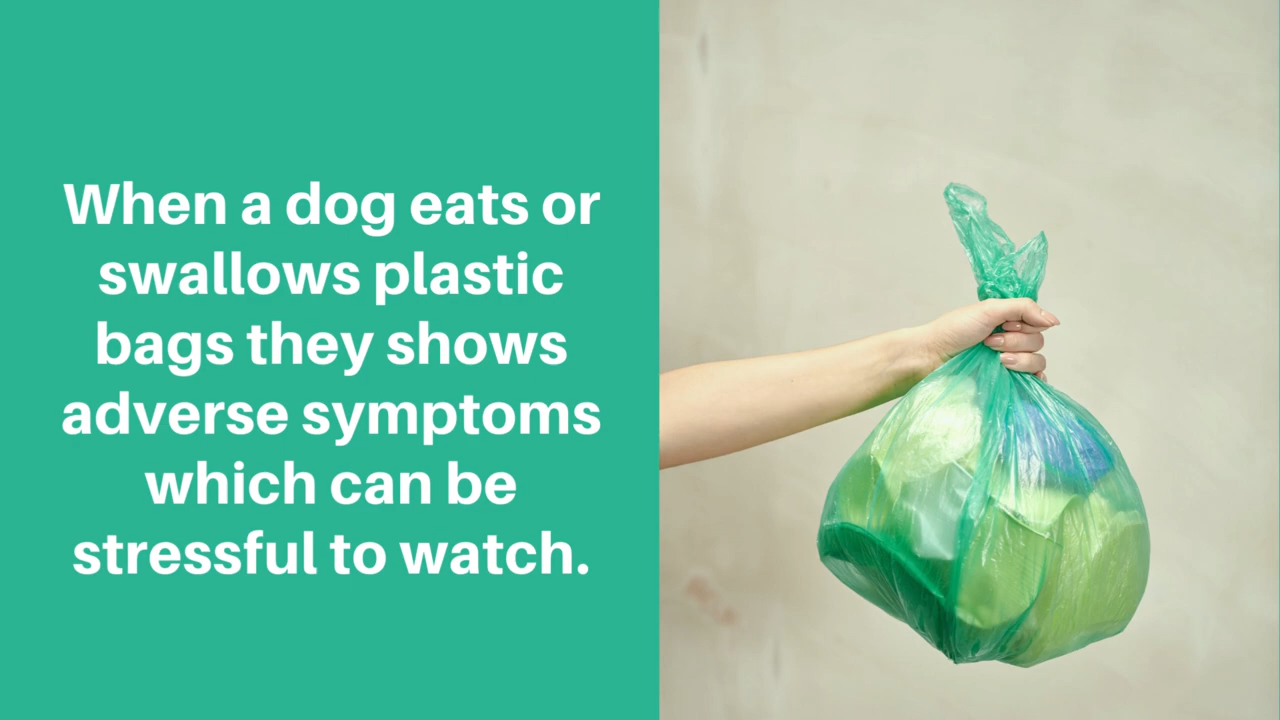 When a dog eats or
swallows plastic
bags they shows
adverse symptoms
which can be
stressful to watch.